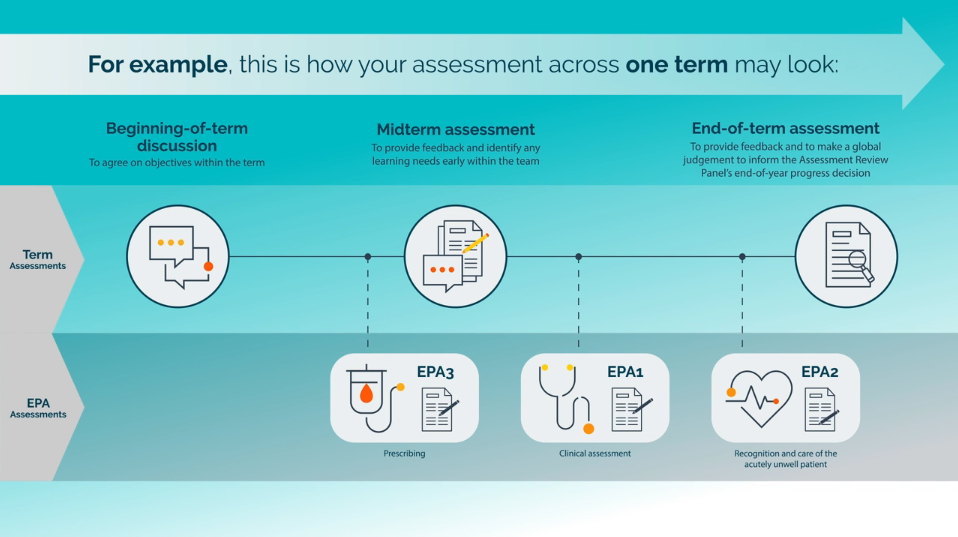 For example, this is how your assessment across one term may look:
Beginning-of-term
discussion
To agree on objectives within the term
Midterm assessment
To provide feedback and identify any
learning needs early within the team
End-of-term assessment
To provide feedback and to make a global
judgement to inform the Assessment Review
Panel's end-of-year progress decision
Term
Assessments
EPA
Assessments
EPA3
Prescribing
EPA1
Clinical assessment
EPA2
Recognition and care of the
acutely unwell patient